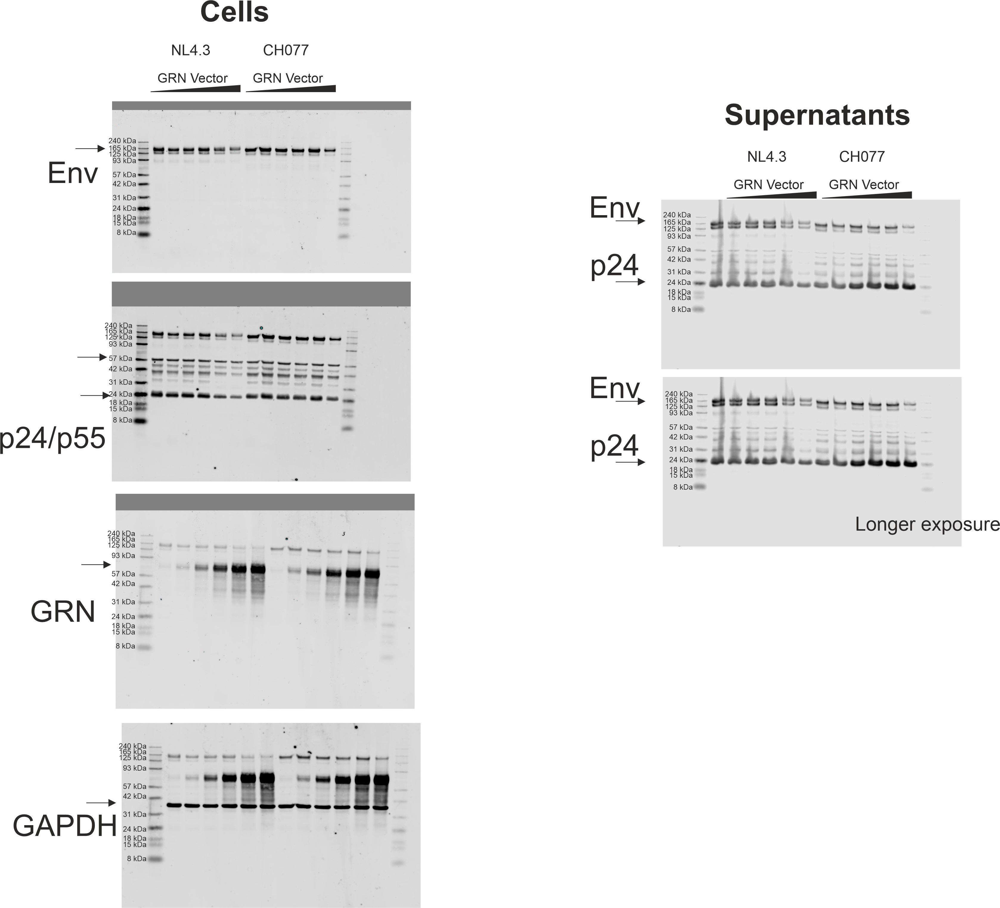 Cells
NL4.3 CH077
GRN Vector GRN Vector
240 kDa
165 kDa
125 kDa
93 kDa
57 kDa
42 kDa
31 kDa
24 kDa
18 kDa
15 kDa
8 kDa
Env
240 kDa
165 kDa
125 kDa
93 kDa
57 kDa
42 kDa
31 kDa
24 kDa
18 kDa
15 kDa
8 kDa
p24/p55
240 kDa
165 kDa
125 kDa
93 kDa
57 kDa
42 kDa
31 kDa
24 kDa
18 kDa
15 kDa
8 kDa
GRN
240 kDa
165 kDa
125 kDa
93 kDa
57 kDa
42 kDa
31 kDa
24 kDa
18 kDa
15 kDa
8 kDa
GAPDH
Supernatants
NL4.3 CH077
GRN Vector GRN Vector
Env
p24
240 kDa
165 kDa
125 kDa
93 kDa
57 kDa
42 kDa
31 kDa
24 kDa
18 kDa
15 kDa
8 kDa
Env
p24
240 kDa
165 kDa
125 kDa
93 kDa
57 kDa
42 kDa
31 kDa
24 kDa
18 kDa
15 kDa
8 kDa
Longer exposure